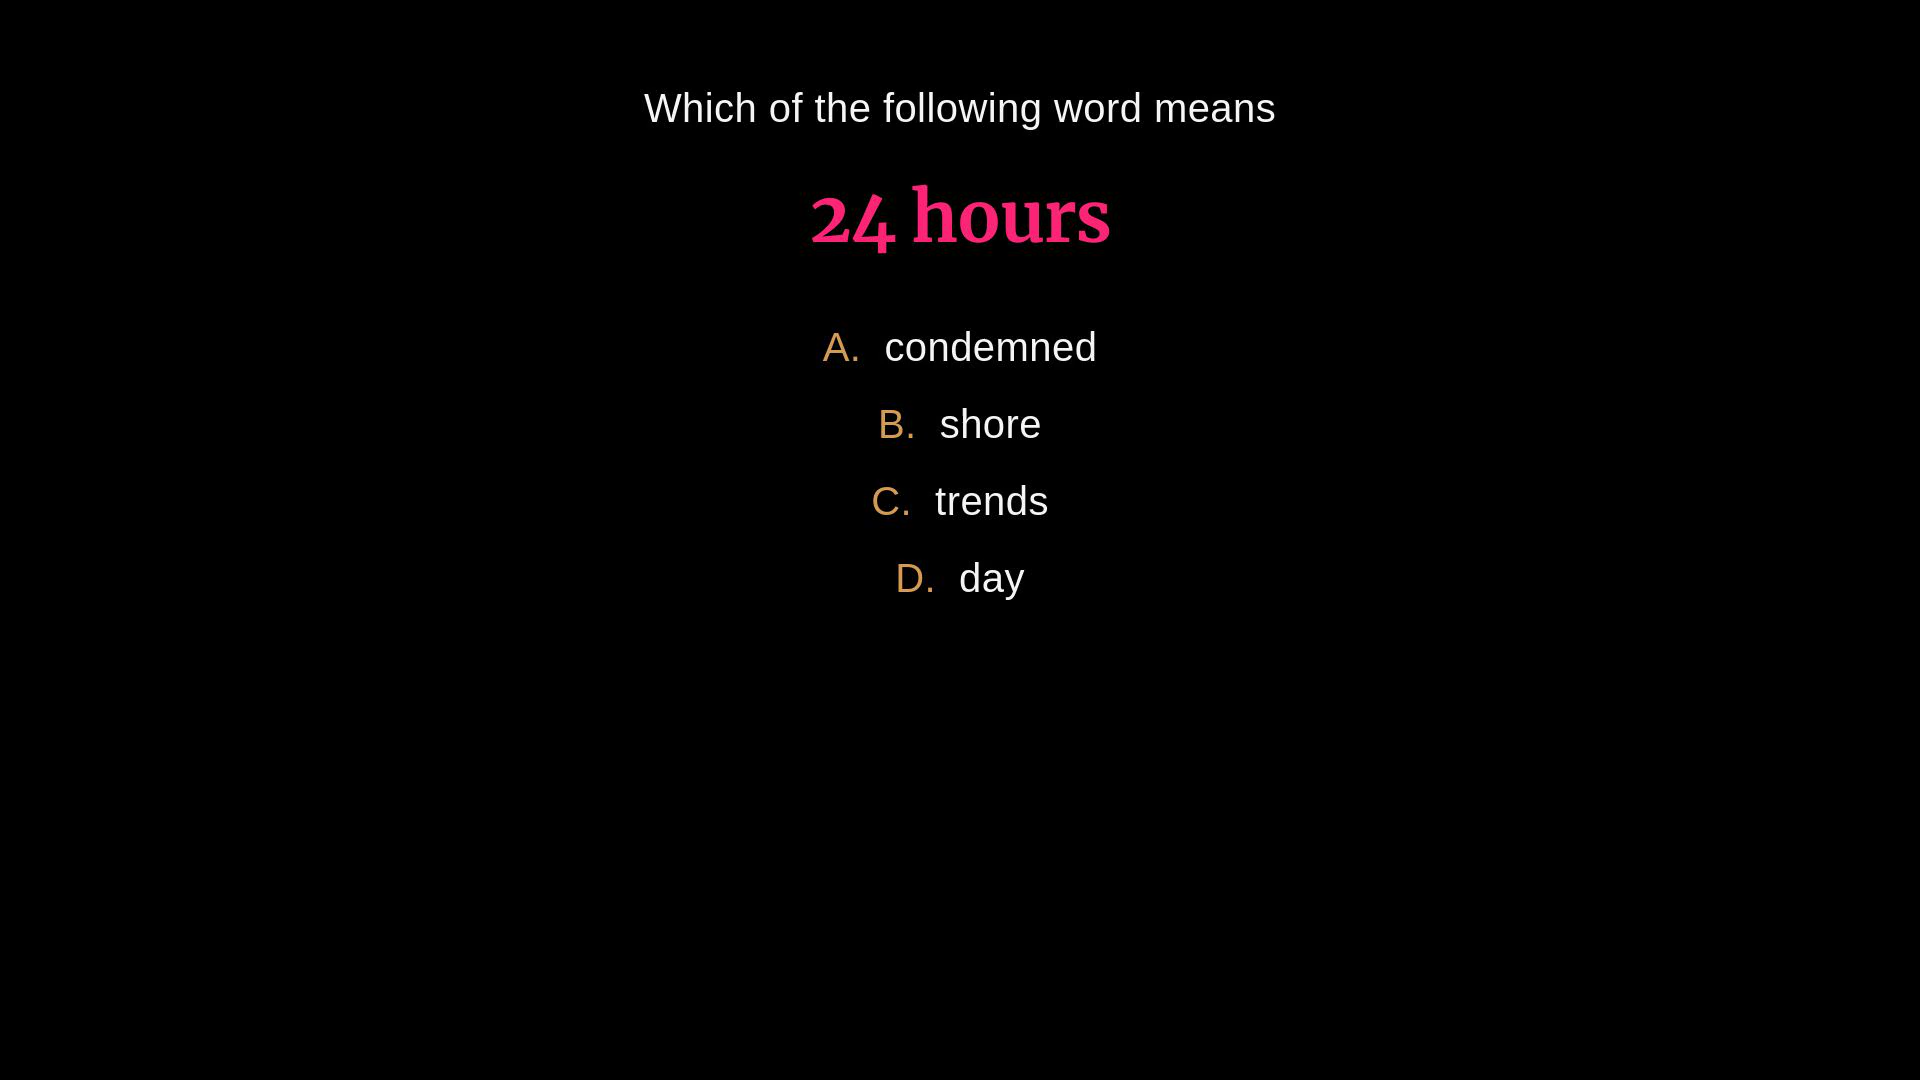 Which of the following word means
24 hours
A. condemned
B. shore
C. trends
D. day